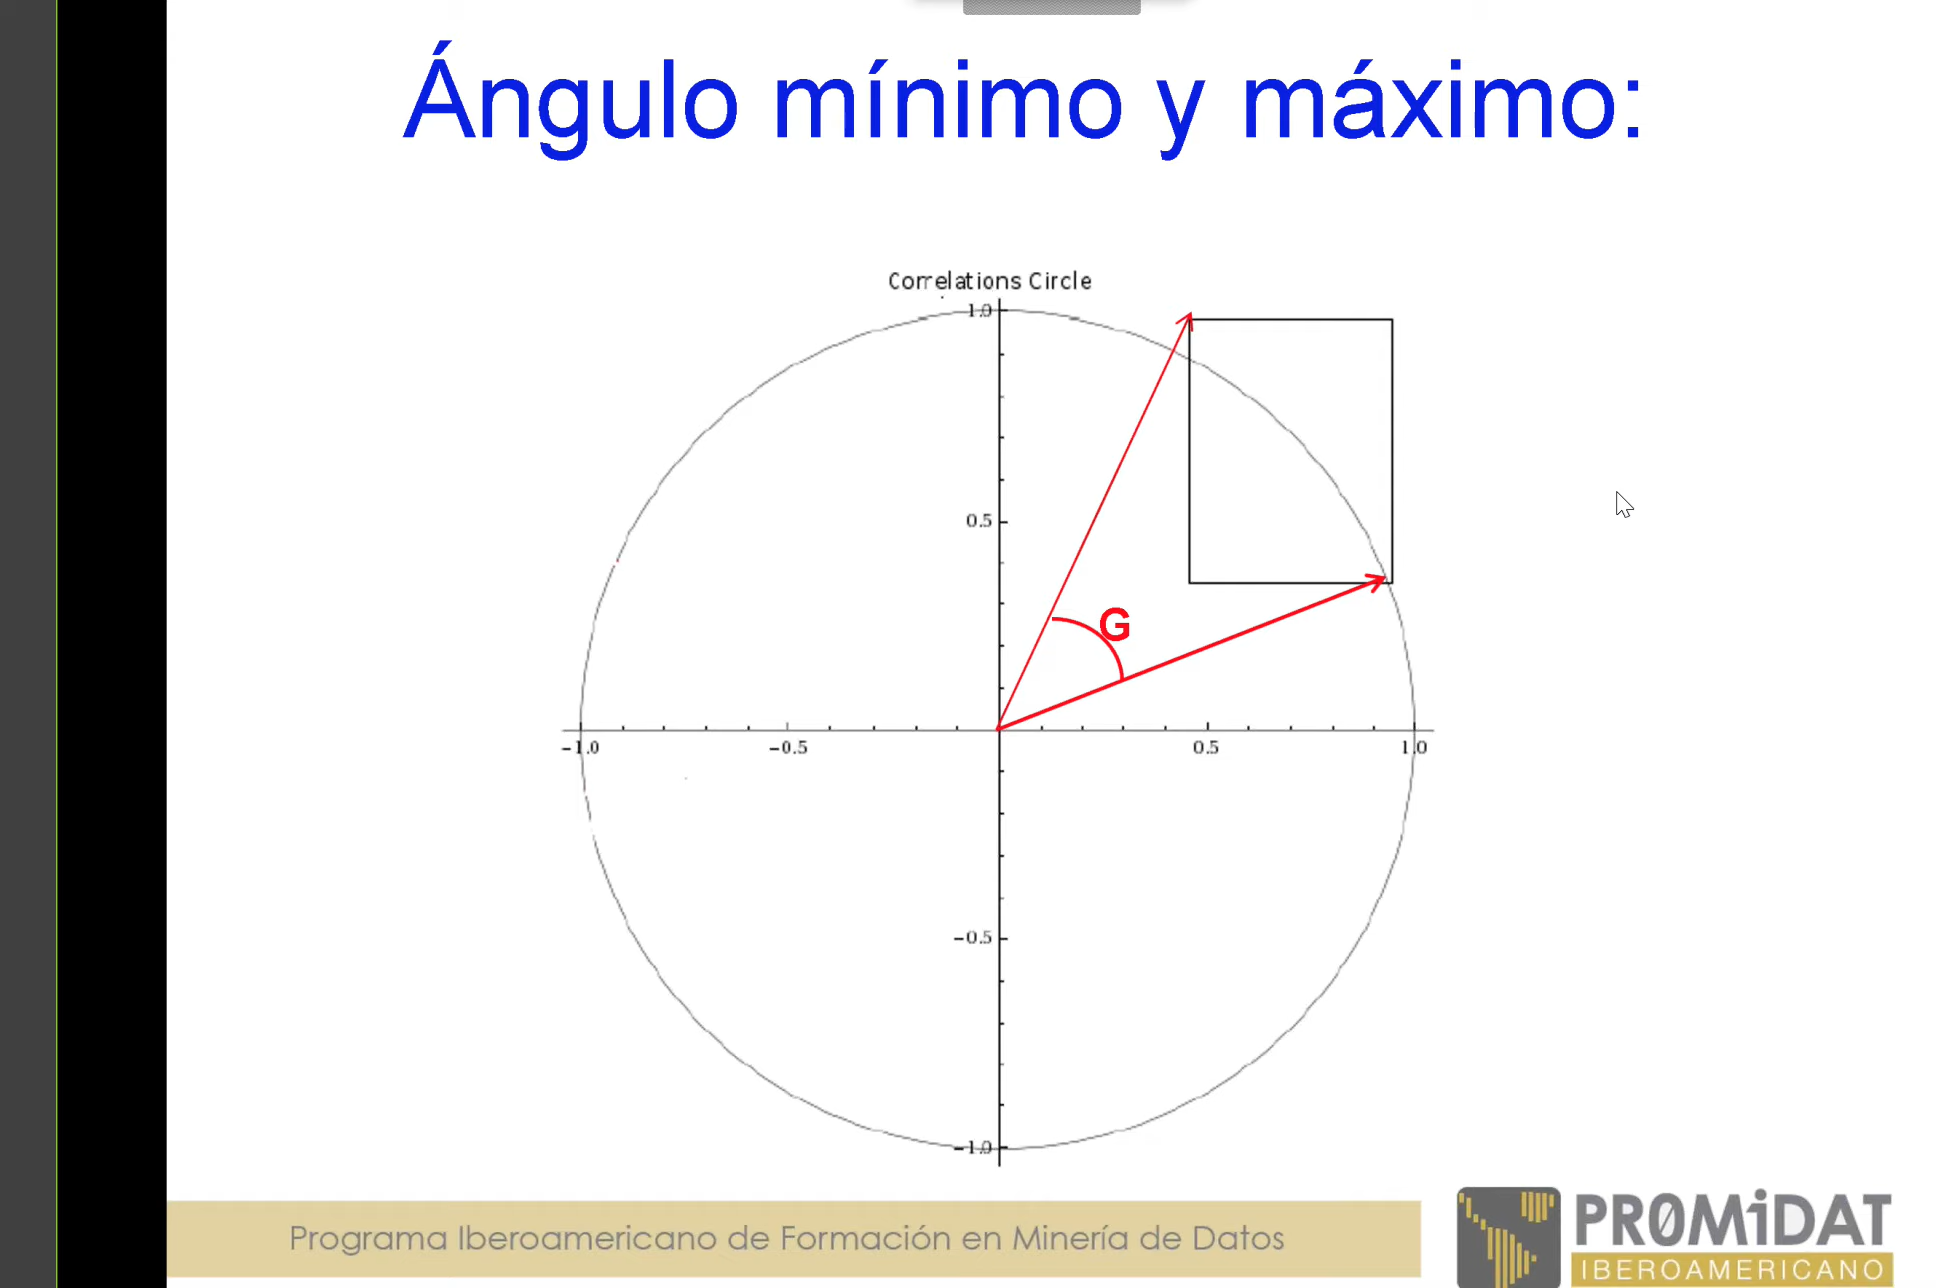 Ángulo mínimo y máximo:
Correlations Circle
1.0
0.5
G
-1.0
-0.5
0.5
1.0
-0.5
-1.0
Programa Iberoamericano de Formación en Minería de Datos
PR0MiDAT
IBEROAMERICANO